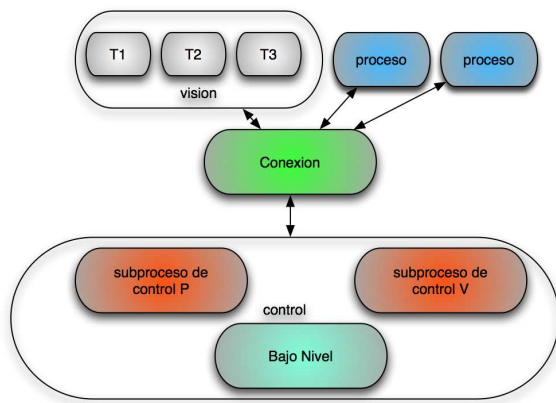 T1
T2
T3
vision
proceso
proceso
Conexion
subproceso de
control P
subproceso de
control V
control
Bajo Nivel